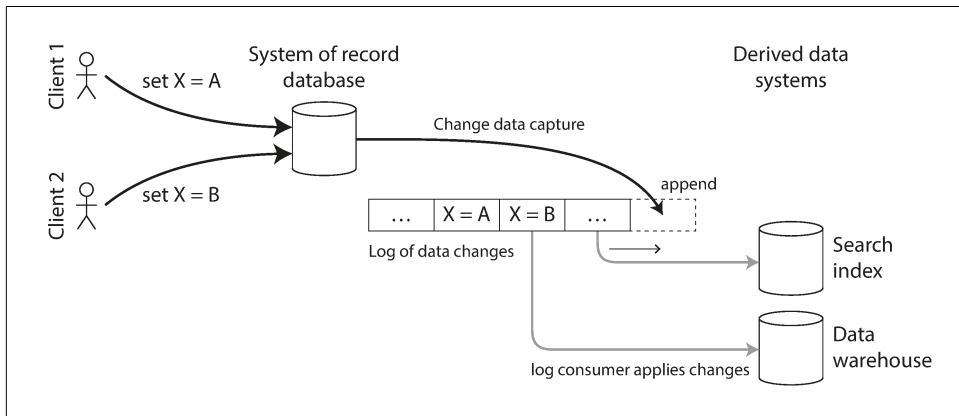 Client 1
set X = A
System of record
database
Derived data
systems
Change data capture
Client 2
set X = B
append
…
X = A
X = B
…
Log of data changes
Search
index
Data
warehouse
log consumer applies changes